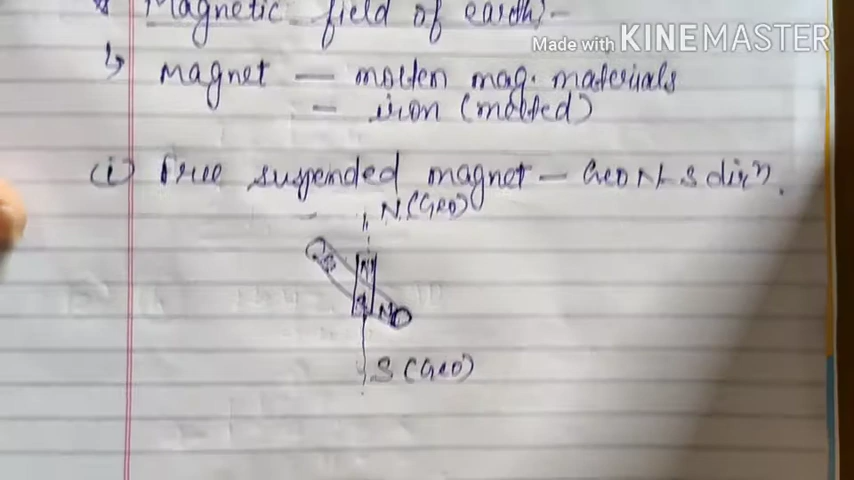 Magnetic field of earth:-
Made with KINEMASTER
↳ magnet — molten mag. materials
– iron (molted)
(i) Free suspended magnet – Geo N & S dirn.
N (Geo)
N
S
N
S (Geo)